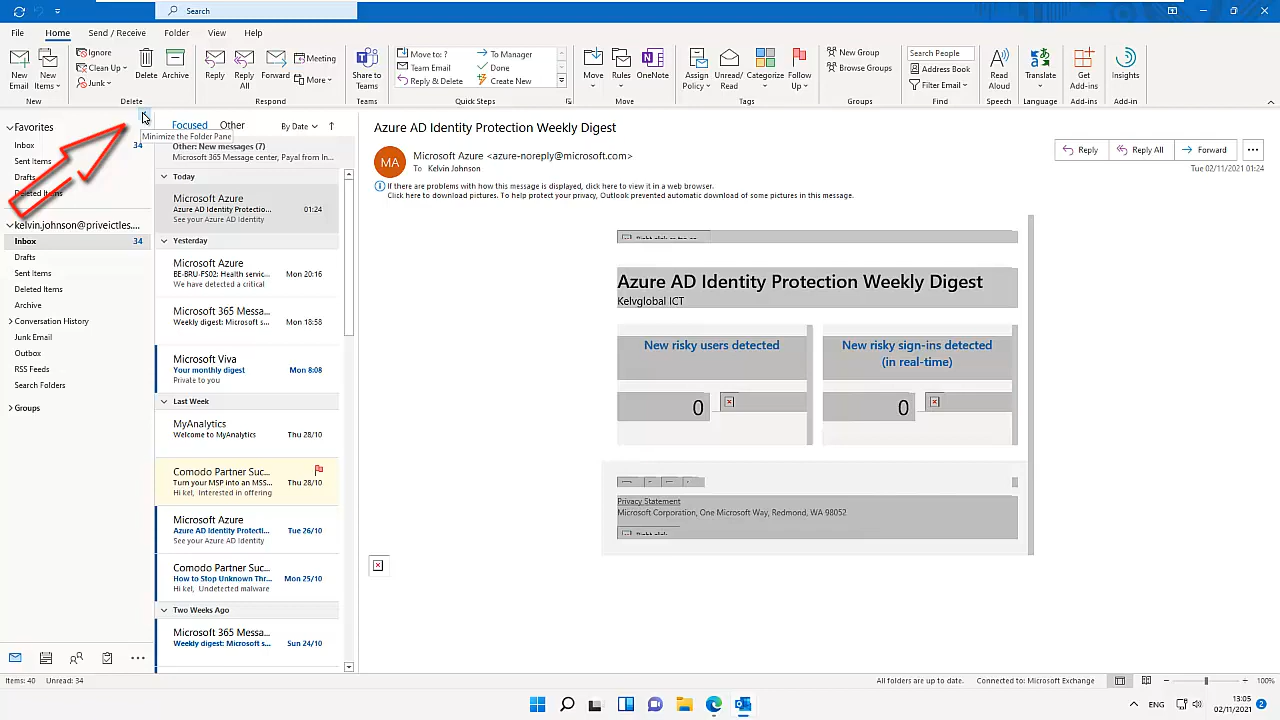 Search
File Home Send / Receive Folder View Help
New Email
New Items
Ignore
Clean Up
Junk
Delete
Archive
Reply
Reply All
Forward
Meeting
More
Share to Teams
Move to: ?
Team Email
Reply & Delete
To Manager
Done
Create New
Move
Rules
OneNote
Assign Policy
Unread/ Read
Categorize
Follow Up
New Group
Browse Groups
Search People
Address Book
Filter Email
Read Aloud
Translate
Get Add-ins
Insights
New Delete Respond Teams Quick Steps Move Tags Groups Find Speech Language Add-ins Add-in
Minimize the Folder Pane
Favorites
Inbox 34
Sent Items
Drafts
Deleted Items
kelvin.johnson@priveictles...
Inbox 34
Drafts
Sent Items
Deleted Items
Archive
Conversation History
Junk Email
Outbox
RSS Feeds
Search Folders
Groups
Focused Other By Date
Other: New messages (7)
Microsoft 365 Message center, Payal from In...
Today
Microsoft Azure
Azure AD Identity Protectio... 01:24
See your Azure AD Identity
Yesterday
Microsoft Azure
BE-BRU-FS02: Health servic... Mon 20:16
We have detected a critical
Microsoft 365 Messa...
Weekly digest: Microsoft s... Mon 18:58
Microsoft Viva
Your monthly digest Mon 8:08
Private to you
Last Week
MyAnalytics
Welcome to MyAnalytics Thu 28/10
Comodo Partner Suc...
Turn your MSP into an MSS... Thu 28/10
Hi kel, Interested in offering
Microsoft Azure
Azure AD Identity Protecti... Tue 26/10
See your Azure AD Identity
Comodo Partner Suc...
How to Stop Unknown Thr... Mon 25/10
Hi kel, Undetected malware
Two Weeks Ago
Microsoft 365 Messa...
Weekly digest: Microsoft s... Sun 24/10
Azure AD Identity Protection Weekly Digest
MA
Microsoft Azure <azure-noreply@microsoft.com>
To Kelvin Johnson
Reply Reply All Forward
Tue 02/11/2021 01:24
If there are problems with how this message is displayed, click here to view it in a web browser.
Click here to download pictures. To help protect your privacy, Outlook prevented automatic download of some pictures in this message.
Azure AD Identity Protection Weekly Digest
Kelvglobal ICT
New risky users detected
0
New risky sign-ins detected
(in real-time)
0
Privacy Statement
Microsoft Corporation, One Microsoft Way, Redmond, WA 98052
Items: 40 Unread: 34
All folders are up to date. Connected to: Microsoft Exchange 100%
ENG
13:05
02/11/2021
2